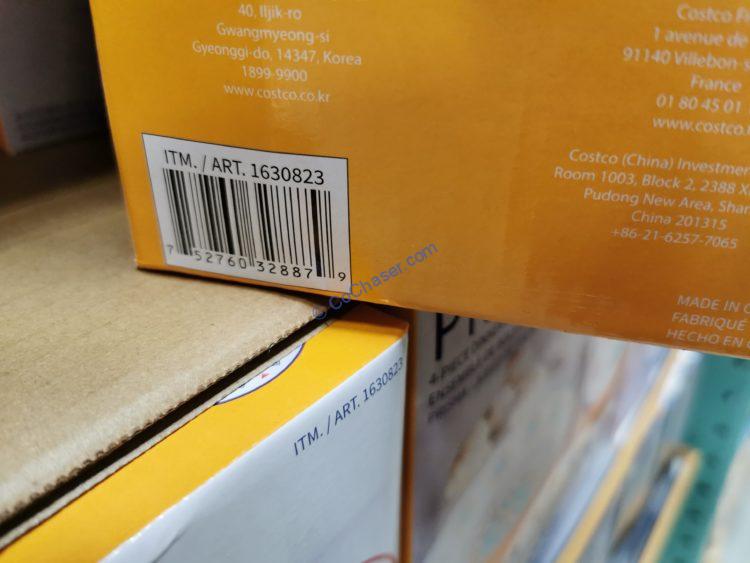 40, Iljik-ro
Gwangmyeong-si
Gyeonggi-do, 14347, Korea
1899-9900
www.costco.co.kr
Costco
1 avenue de
91140 Villebon-s
France
01 80 45 01
www.costco.
Costco (China) Investmen
Room 1003, Block 2, 2388 X
Pudong New Area, Shan
China 201315
+86-21-6257-7065
MADE IN
FABRIQUÉ
HECHO EN
ITM. / ART. 1630823
7 52760 32887 9
© CoChaser.com
ITM. / ART. 1630823
4-PIECE